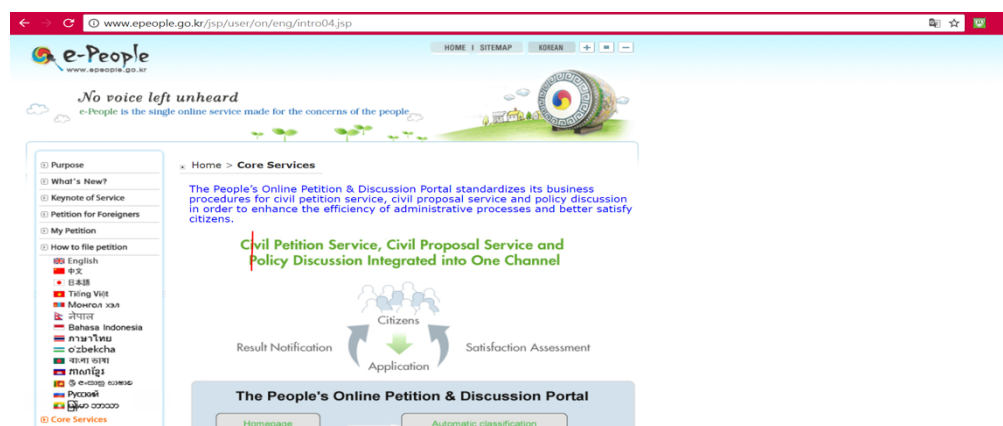 www.epeople.go.kr/jsp/user/on/eng/intro04.jsp
e-People
www.epeople.go.kr
HOME I SITEMAP KOREAN
No voice left unheard
e-People is the single online service made for the concerns of the people
Purpose
What's New?
Keynote of Service
Petition for Foreigners
My Petition
How to file petition
English
中文
日本語
Tiếng Việt
Монгол хэл
नेपाल
Bahasa Indonesia
ภาษาไทย
o'zbekcha
বাংলা ভাষা
ភាសាខ្មែរ
Русский
မြန်မာ ဘာသာ
Core Services
Home > Core Services
The People's Online Petition & Discussion Portal standardizes its business
procedures for civil petition service, civil proposal service and policy discussion
in order to enhance the efficiency of administrative processes and better satisfy
citizens.
Civil Petition Service, Civil Proposal Service and
Policy Discussion Integrated into One Channel
Citizens
Result Notification
Satisfaction Assessment
Application
The People's Online Petition & Discussion Portal
Homepage
Automatic classification